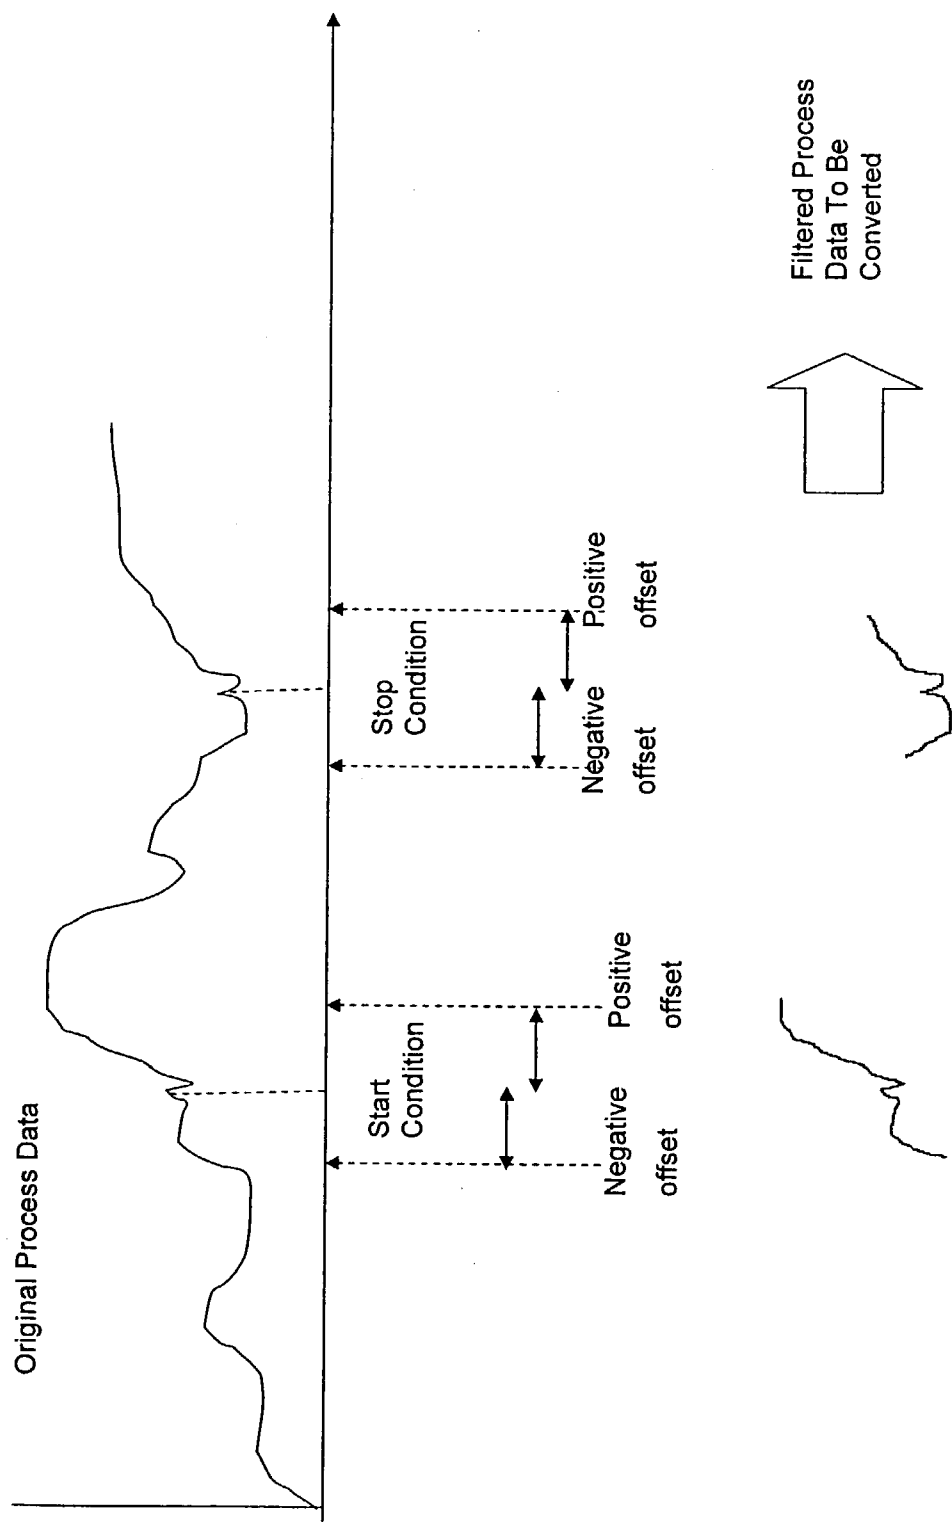 Original Process Data
Start
Condition
Stop
Condition
Negative
offset
Positive
offset
Negative
offset
Positive
offset
Filtered Process
Data To Be
Converted